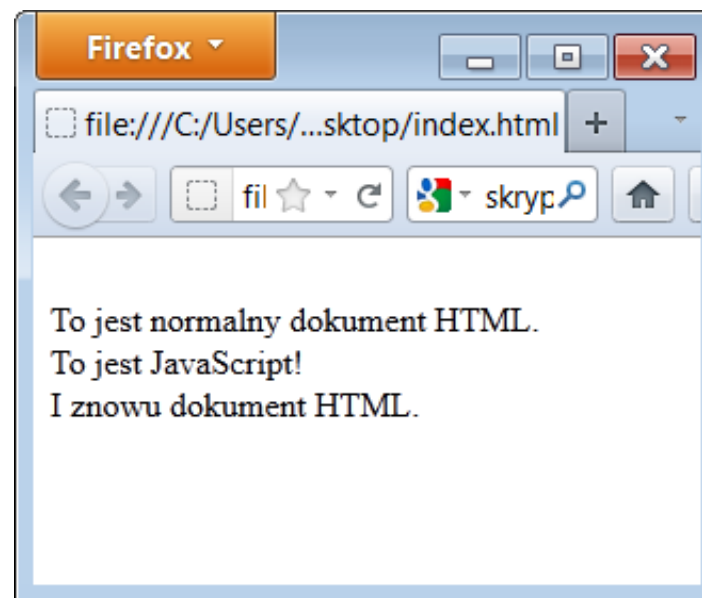 Firefox
file:///C:/Users/...sktop/index.html +
fil skryp
To jest normalny dokument HTML.
To jest JavaScript!
I znowu dokument HTML.